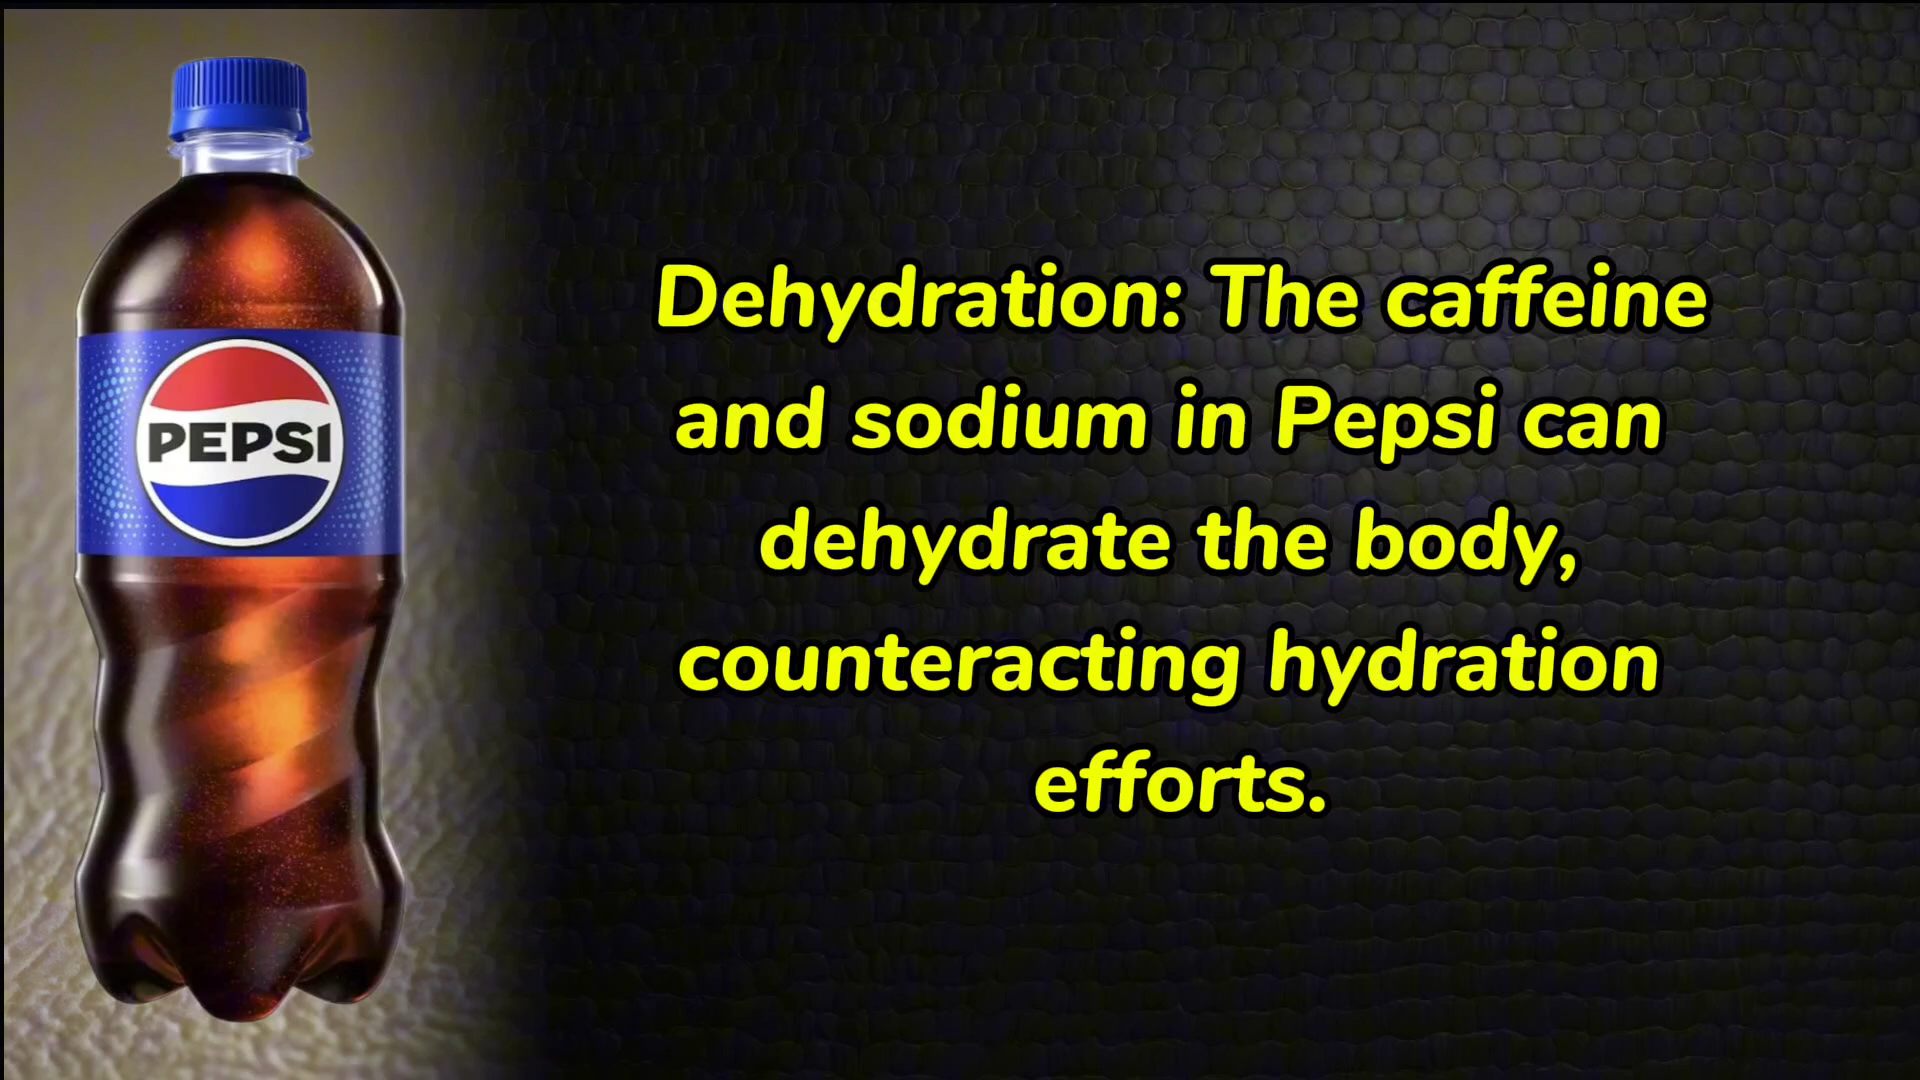 PEPSI
Dehydration: The caffeine
and sodium in Pepsi can
dehydrate the body,
counteracting hydration
efforts.